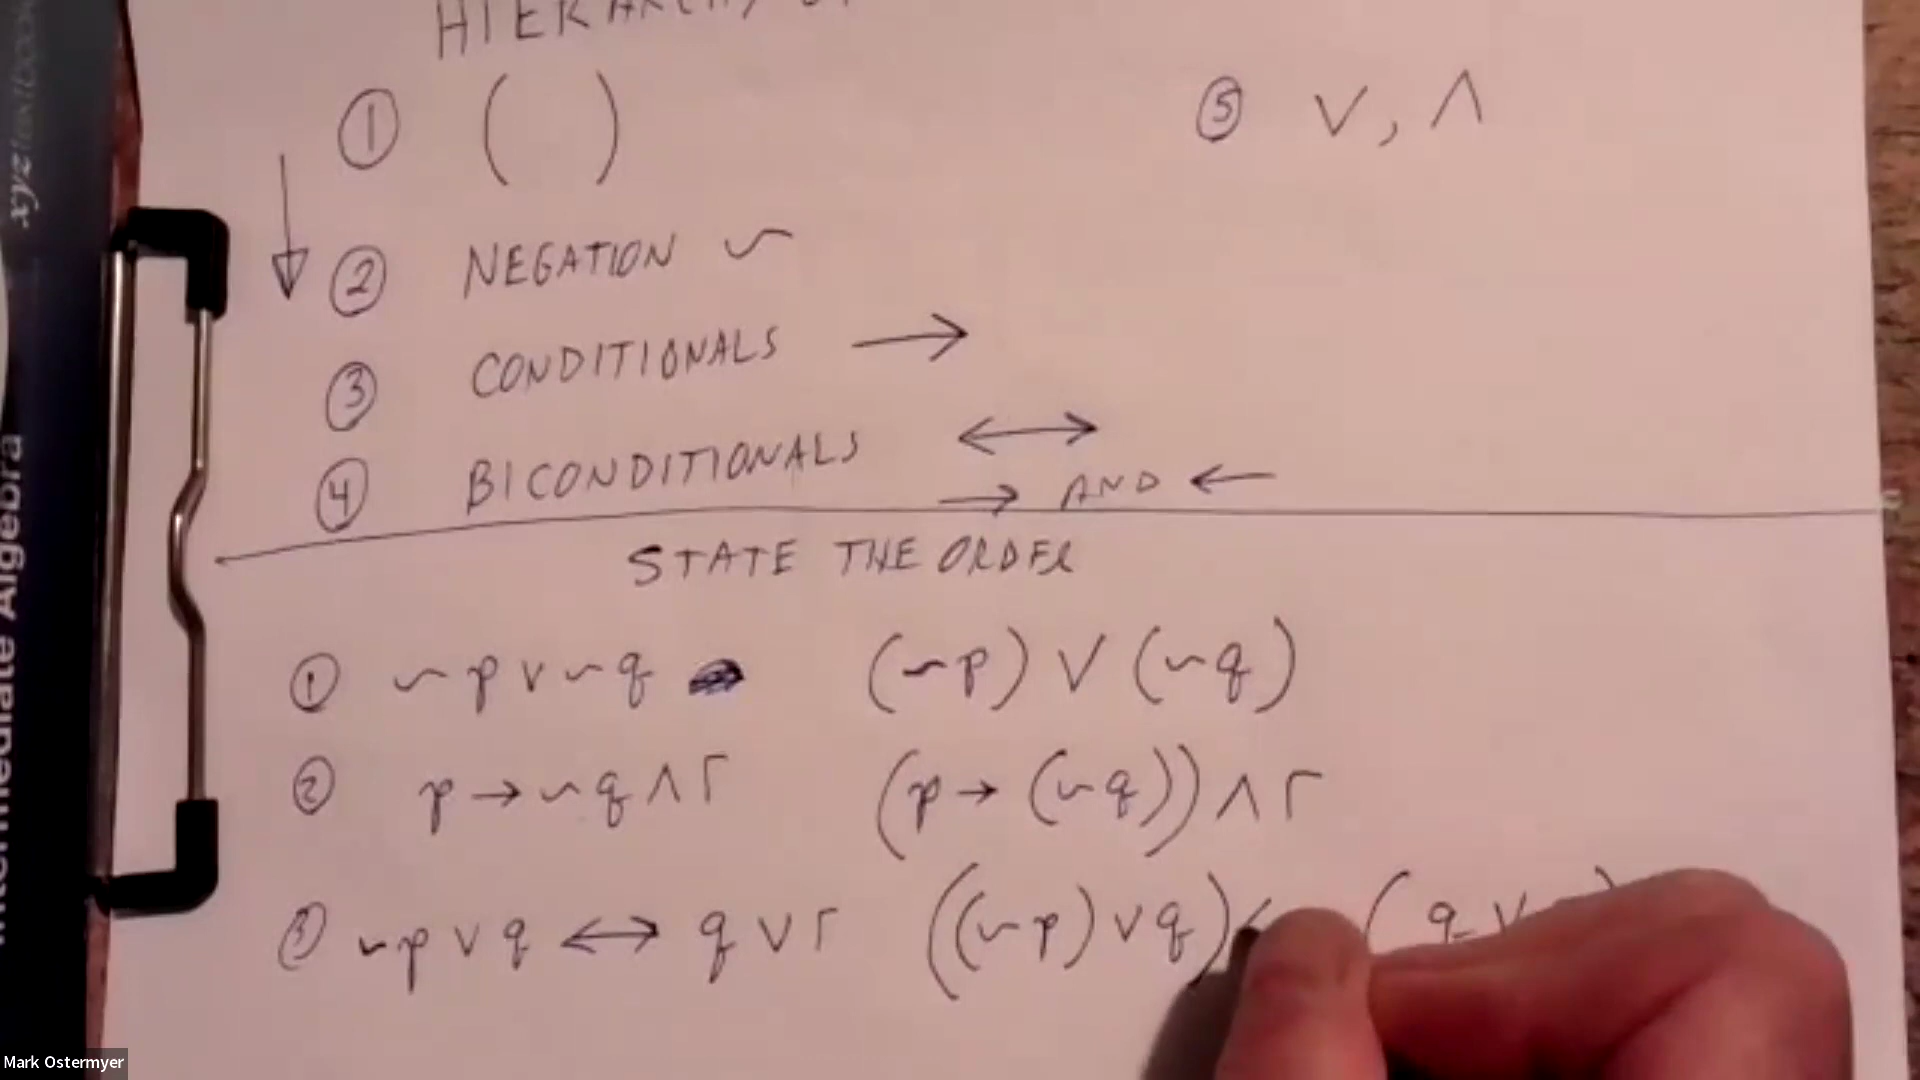 HIERARCHY
① ( )
⑤ ∨, ∧
② NEGATION ~
③ CONDITIONALS →
④ BICONDITIONALS ↔
→ AND ←
STATE THE ORDER
① ~p ∨ ~q (~p) ∨ (~q)
② p → ~q ∧ r (p → (~q)) ∧ r
③ ~p ∨ q ↔ q ∨ r ((~p) ∨ q) ( q ∨
xyz textbooks
Intermediate Algebra
Mark Ostermyer